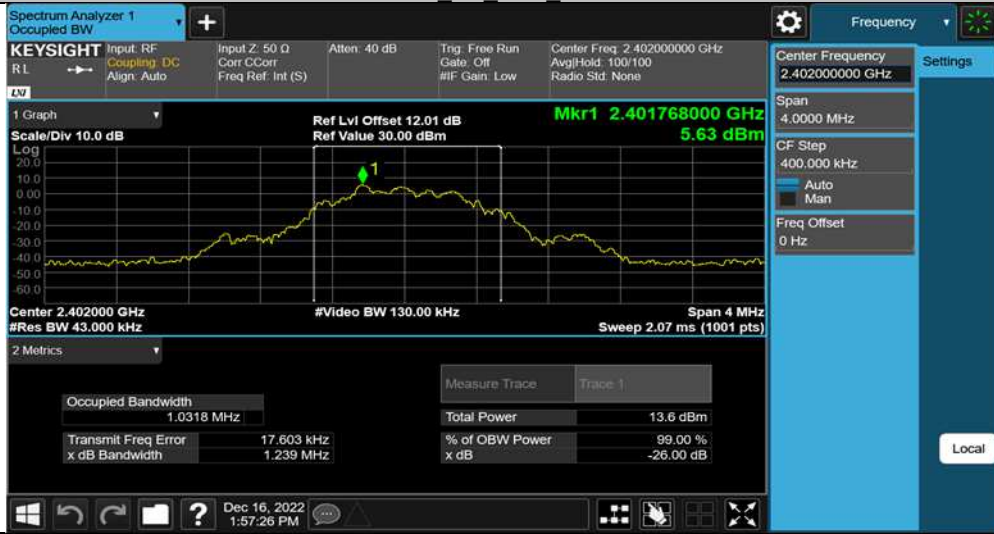 Spectrum Analyzer 1
Occupied BW
Frequency
KEYSIGHT
R L
LXI
Input: RF
Coupling: DC
Align: Auto
Input Z: 50 Ω
Corr CCorr
Freq Ref: Int (S)
Atten: 40 dB
Trig: Free Run
Gate: Off
#IF Gain: Low
Center Freq: 2.402000000 GHz
Avg|Hold: 100/100
Radio Std: None
1 Graph
Scale/Div 10.0 dB
Ref Lvl Offset 12.01 dB
Ref Value 30.00 dBm
Mkr1 2.401768000 GHz
5.63 dBm
Log
20.0
10.0
0.00
-10.0
-20.0
-30.0
-40.0
-50.0
-60.0
1
Center 2.402000 GHz
#Res BW 43.000 kHz
#Video BW 130.00 kHz
Span 4 MHz
Sweep 2.07 ms (1001 pts)
2 Metrics
Measure Trace
Trace 1
Occupied Bandwidth
1.0318 MHz
Total Power
13.6 dBm
Transmit Freq Error
17.603 kHz
% of OBW Power
99.00 %
x dB Bandwidth
1.239 MHz
x dB
-26.00 dB
Center Frequency
2.402000000 GHz
Settings
Span
4.0000 MHz
CF Step
400.000 kHz
Auto
Man
Freq Offset
0 Hz
Local
?
Dec 16, 2022
1:57:26 PM